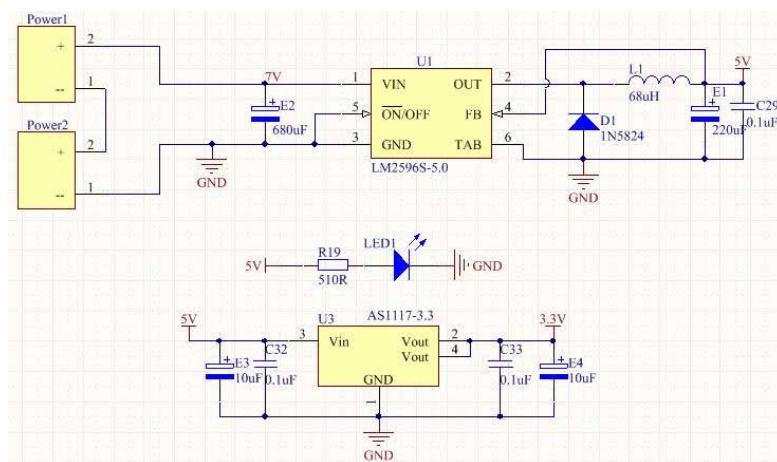 Power1
+ 2
-- 1
Power2
+ 2
-- 1
7V
E2
+
680uF
GND
U1
1 VIN OUT 2
5 ON/OFF FB 4
3 GND TAB 6
LM2596S-5.0
L1
68uH
D1
1N5824
GND
5V
E1
+
220uF
C29
0.1uF
5V
R19
510R
LED1
GND
5V
E3
+
10uF
C32
0.1uF
U3
AS1117-3.3
3 Vin Vout 2
Vout 4
GND
1
GND
3.3V
C33
0.1uF
E4
+
10uF